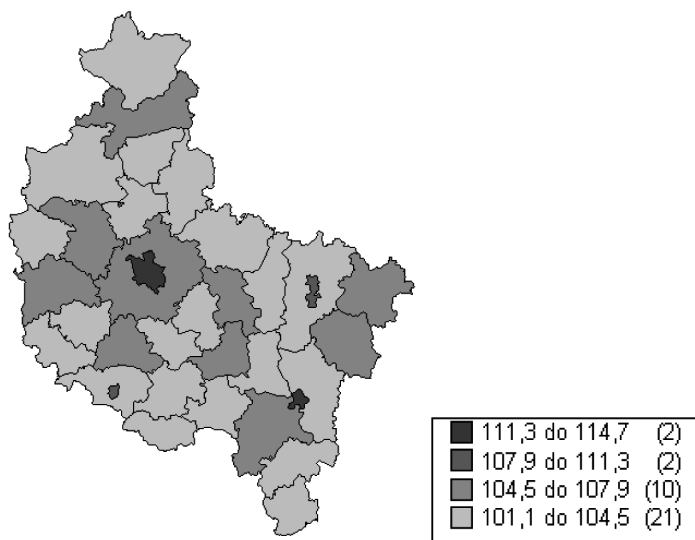 111,3 do 114,7 (2)
107,9 do 111,3 (2)
104,5 do 107,9 (10)
101,1 do 104,5 (21)